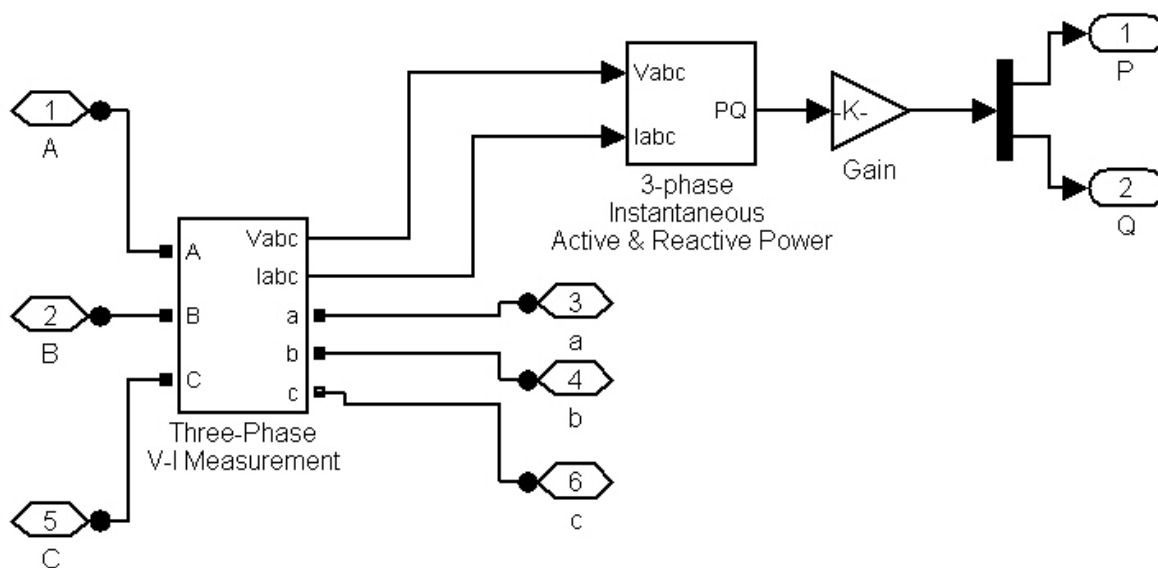 1
A
2
B
5
C
A
B
C
Vabc
Iabc
a
b
c
Three-Phase
V-I Measurement
3
a
4
b
6
c
Vabc
Iabc
PQ
3-phase
Instantaneous
Active & Reactive Power
-K-
Gain
1
P
2
Q